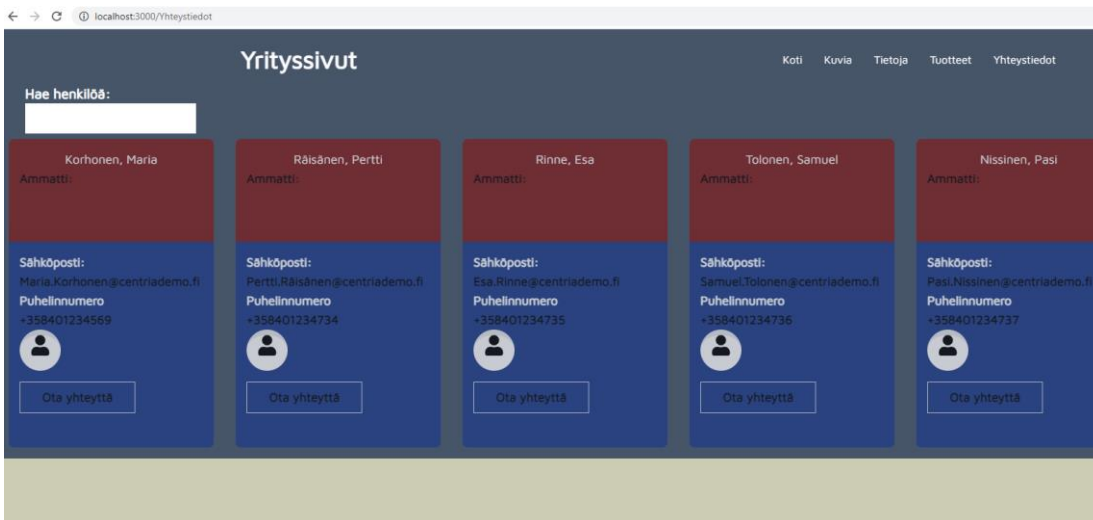 localhost:3000/Yhteystiedot
Yrityssivut
Koti Kuvia Tietoja Tuotteet Yhteystiedot
Hae henkilöä:
Korhonen, Maria
Ammatti:
Sähköposti:
Maria.Korhonen@centriademo.fi
Puhelinnumero
+358401234569
Ota yhteyttä
Räisänen, Pertti
Ammatti:
Sähköposti:
Pertti.Räisänen@centriademo.fi
Puhelinnumero
+358401234734
Ota yhteyttä
Rinne, Esa
Ammatti:
Sähköposti:
Esa.Rinne@centriademo.fi
Puhelinnumero
+358401234735
Ota yhteyttä
Tolonen, Samuel
Ammatti:
Sähköposti:
Samuel.Tolonen@centriademo.fi
Puhelinnumero
+358401234736
Ota yhteyttä
Nissinen, Pasi
Ammatti:
Sähköposti:
Pasi.Nissinen@centriademo.fi
Puhelinnumero
+358401234737
Ota yhteyttä